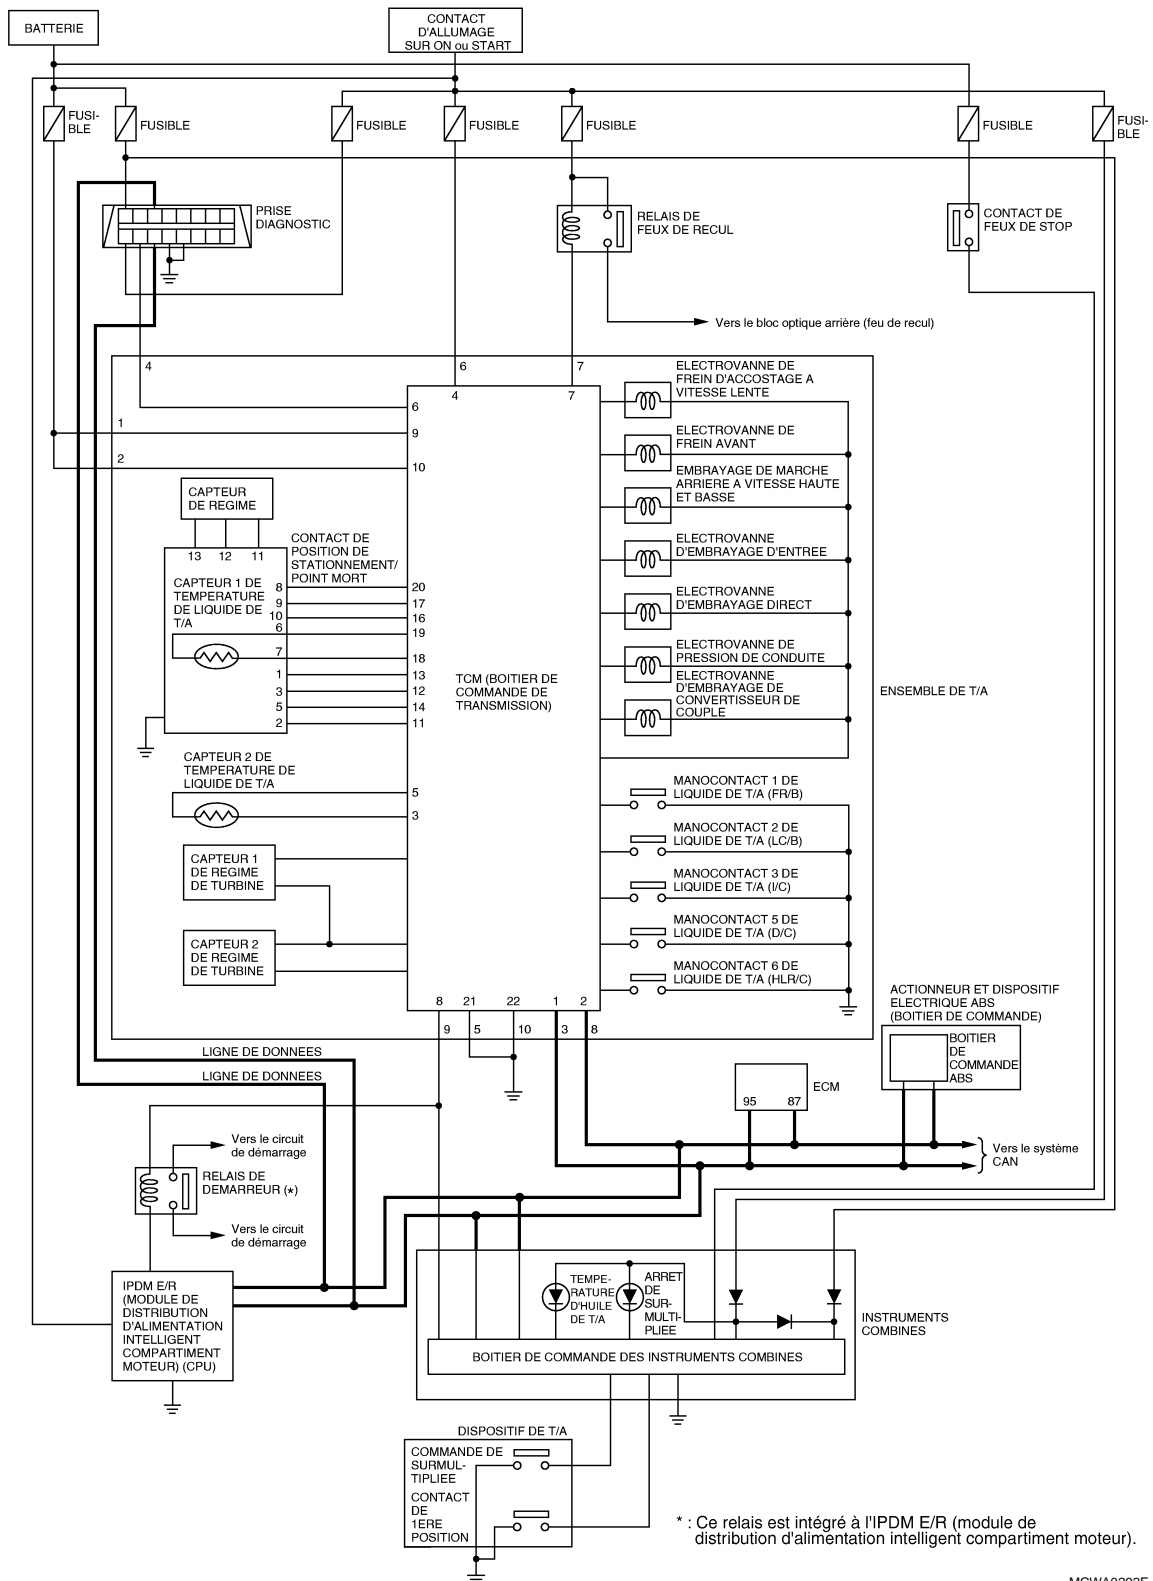 BATTERIE
CONTACT
D'ALLUMAGE
SUR ON ou START
FUSI-
BLE
FUSIBLE
FUSIBLE
FUSIBLE
FUSIBLE
FUSIBLE
FUSI-
BLE
PRISE
DIAGNOSTIC
RELAIS DE
FEUX DE RECUL
CONTACT DE
FEUX DE STOP
Vers le bloc optique arrière (feu de recul)
4
6
7
4
7
6
1
9
2
10
ELECTROVANNE DE
FREIN D'ACCOSTAGE A
VITESSE LENTE
ELECTROVANNE DE
FREIN AVANT
EMBRAYAGE DE MARCHE
ARRIERE A VITESSE HAUTE
ET BASSE
ELECTROVANNE
D'EMBRAYAGE D'ENTREE
ELECTROVANNE
D'EMBRAYAGE DIRECT
ELECTROVANNE DE
PRESSION DE CONDUITE
ELECTROVANNE
D'EMBRAYAGE DE
CONVERTISSEUR DE
COUPLE
ENSEMBLE DE T/A
CAPTEUR
DE REGIME
13 12 11
CONTACT DE
POSITION DE
STATIONNEMENT/
POINT MORT
CAPTEUR 1 DE
TEMPERATURE
DE LIQUIDE DE
T/A
8 20
9 17
10 16
6 19
7 18
1 13
3 12
5 14
2 11
TCM (BOITIER DE
COMMANDE DE
TRANSMISSION)
CAPTEUR 2 DE
TEMPERATURE DE
LIQUIDE DE T/A
5
3
CAPTEUR 1
DE REGIME
DE TURBINE
CAPTEUR 2
DE REGIME
DE TURBINE
MANOCONTACT 1 DE
LIQUIDE DE T/A (FR/B)
MANOCONTACT 2 DE
LIQUIDE DE T/A (LC/B)
MANOCONTACT 3 DE
LIQUIDE DE T/A (I/C)
MANOCONTACT 5 DE
LIQUIDE DE T/A (D/C)
MANOCONTACT 6 DE
LIQUIDE DE T/A (HLR/C)
8 21 22 1 2
9 5 10 3 8
ACTIONNEUR ET DISPOSITIF
ELECTRIQUE ABS
(BOITIER DE COMMANDE)
BOITIER
DE
COMMANDE
ABS
LIGNE DE DONNEES
LIGNE DE DONNEES
ECM
95 87
Vers le système
CAN
Vers le circuit
de démarrage
RELAIS DE
DEMARREUR (*)
Vers le circuit
de démarrage
IPDM E/R
(MODULE DE
DISTRIBUTION
D'ALIMENTATION
INTELLIGENT
COMPARTIMENT
MOTEUR) (CPU)
TEMPE-
RATURE
D'HUILE
DE T/A
ARRET
DE
SUR-
MULTI-
PLIEE
INSTRUMENTS
COMBINES
BOITIER DE COMMANDE DES INSTRUMENTS COMBINES
DISPOSITIF DE T/A
COMMANDE DE
SURMUL-
TIPLIEE
CONTACT
DE
1ERE
POSITION
* : Ce relais est intégré à l'IPDM E/R (module de
distribution d'alimentation intelligent compartiment moteur).